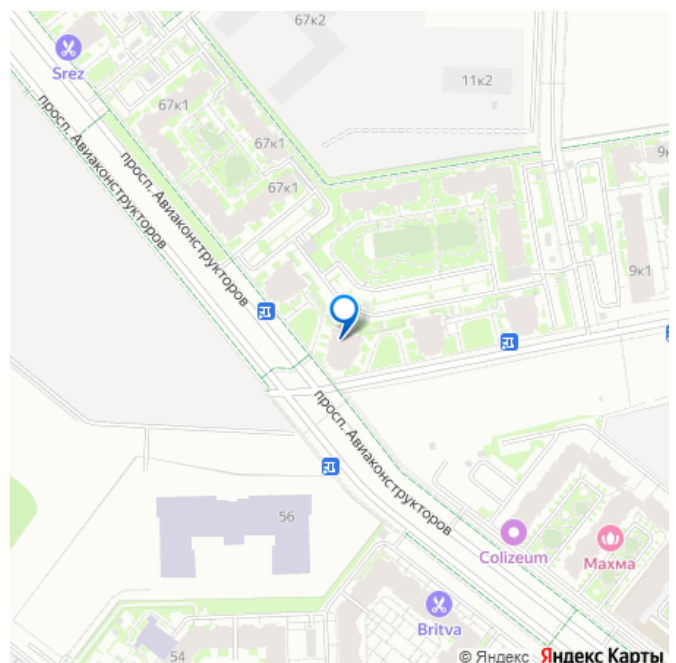 67к2
Srez
11к2
67к1
просп. Авиаконструкторов
просп. Авиаконструкторов
67к1
9к
67к1
9к1
просп. Авиаконструкторов
56
Colizeum
Махма
Britva
54
© Яндекс Яндекс Карты